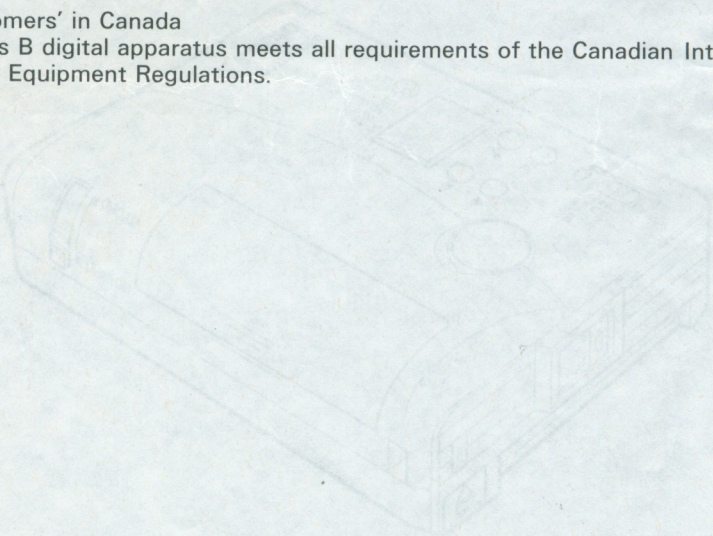 omers' in Canada
s B digital apparatus meets all requirements of the Canadian Int
Equipment Regulations.